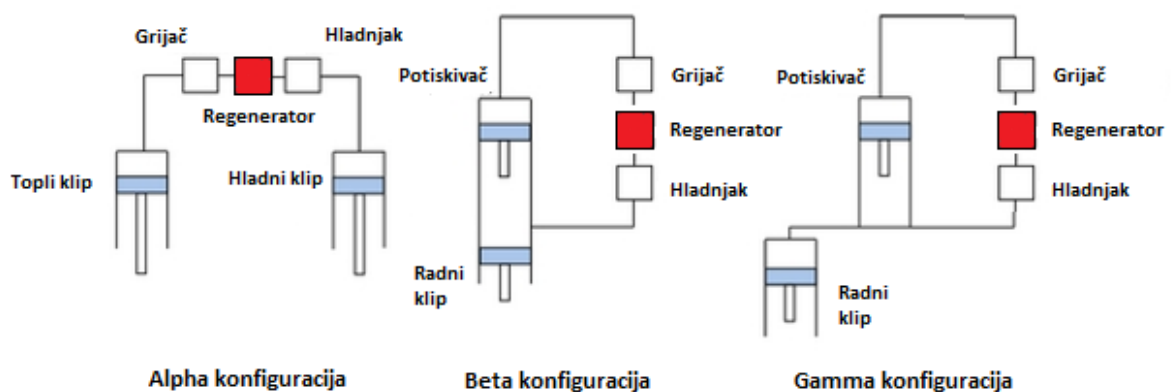 Grijač
Hladnjak
Regenerator
Topli klip
Hladni klip
Alpha konfiguracija
Potiskivač
Grijač
Regenerator
Hladnjak
Radni
klip
Beta konfiguracija
Potiskivač
Grijač
Regenerator
Hladnjak
Radni
klip
Gamma konfiguracija